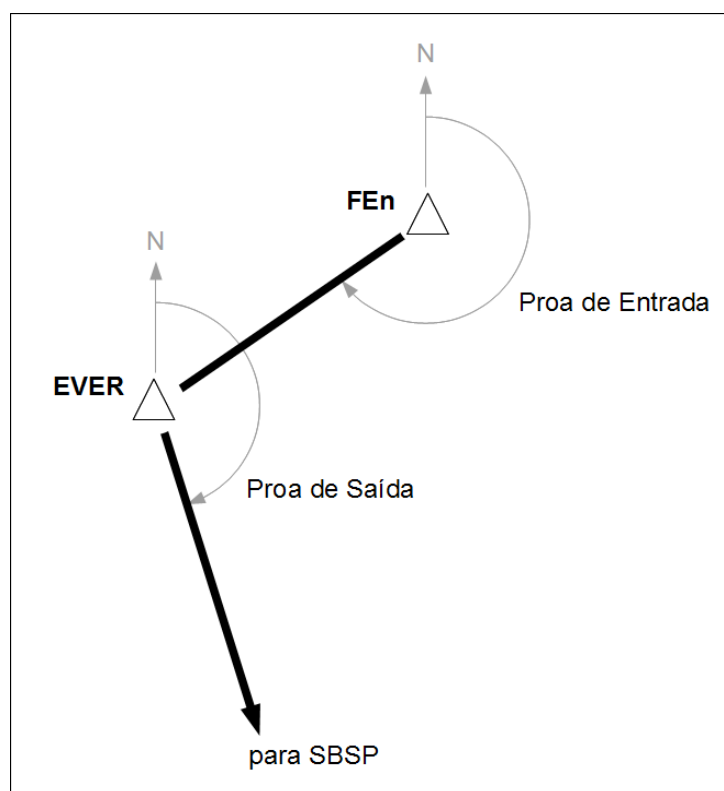 N
FEn
N
Proa de Entrada
EVER
Proa de Saída
para SBSP